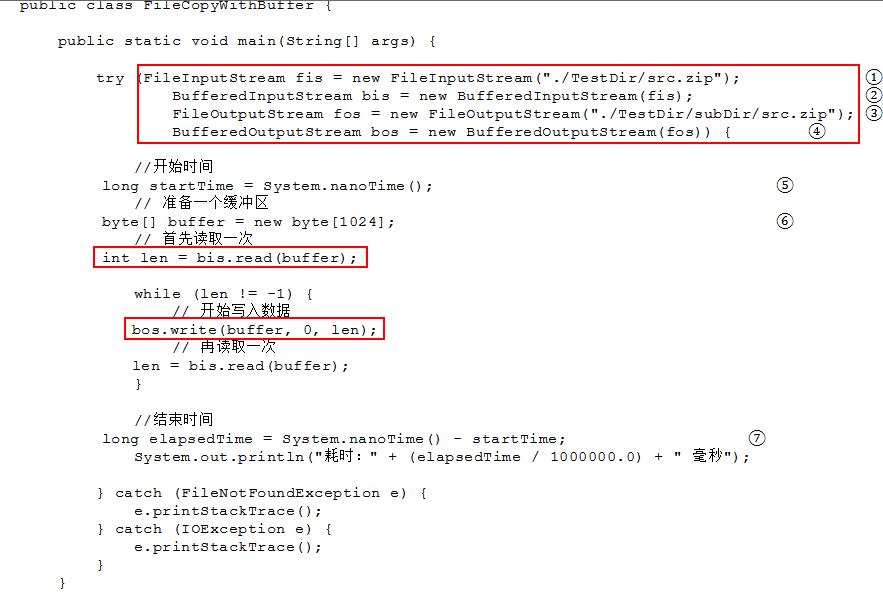 public class FileCopyWithBuffer {
public static void main(String[] args) {
try (FileInputStream fis = new FileInputStream("./TestDir/src.zip"); ①
BufferedInputStream bis = new BufferedInputStream(fis); ②
FileOutputStream fos = new FileOutputStream("./TestDir/subDir/src.zip"); ③
BufferedOutputStream bos = new BufferedOutputStream(fos)) { ④
//开始时间
long startTime = System.nanoTime(); ⑤
// 准备一个缓冲区
byte[] buffer = new byte[1024]; ⑥
// 首先读取一次
int len = bis.read(buffer);
while (len != -1) {
// 开始写入数据
bos.write(buffer, 0, len);
// 再读取一次
len = bis.read(buffer);
}
//结束时间
long elapsedTime = System.nanoTime() - startTime; ⑦
System.out.println("耗时：" + (elapsedTime / 1000000.0) + " 毫秒");
} catch (FileNotFoundException e) {
e.printStackTrace();
} catch (IOException e) {
e.printStackTrace();
}
}